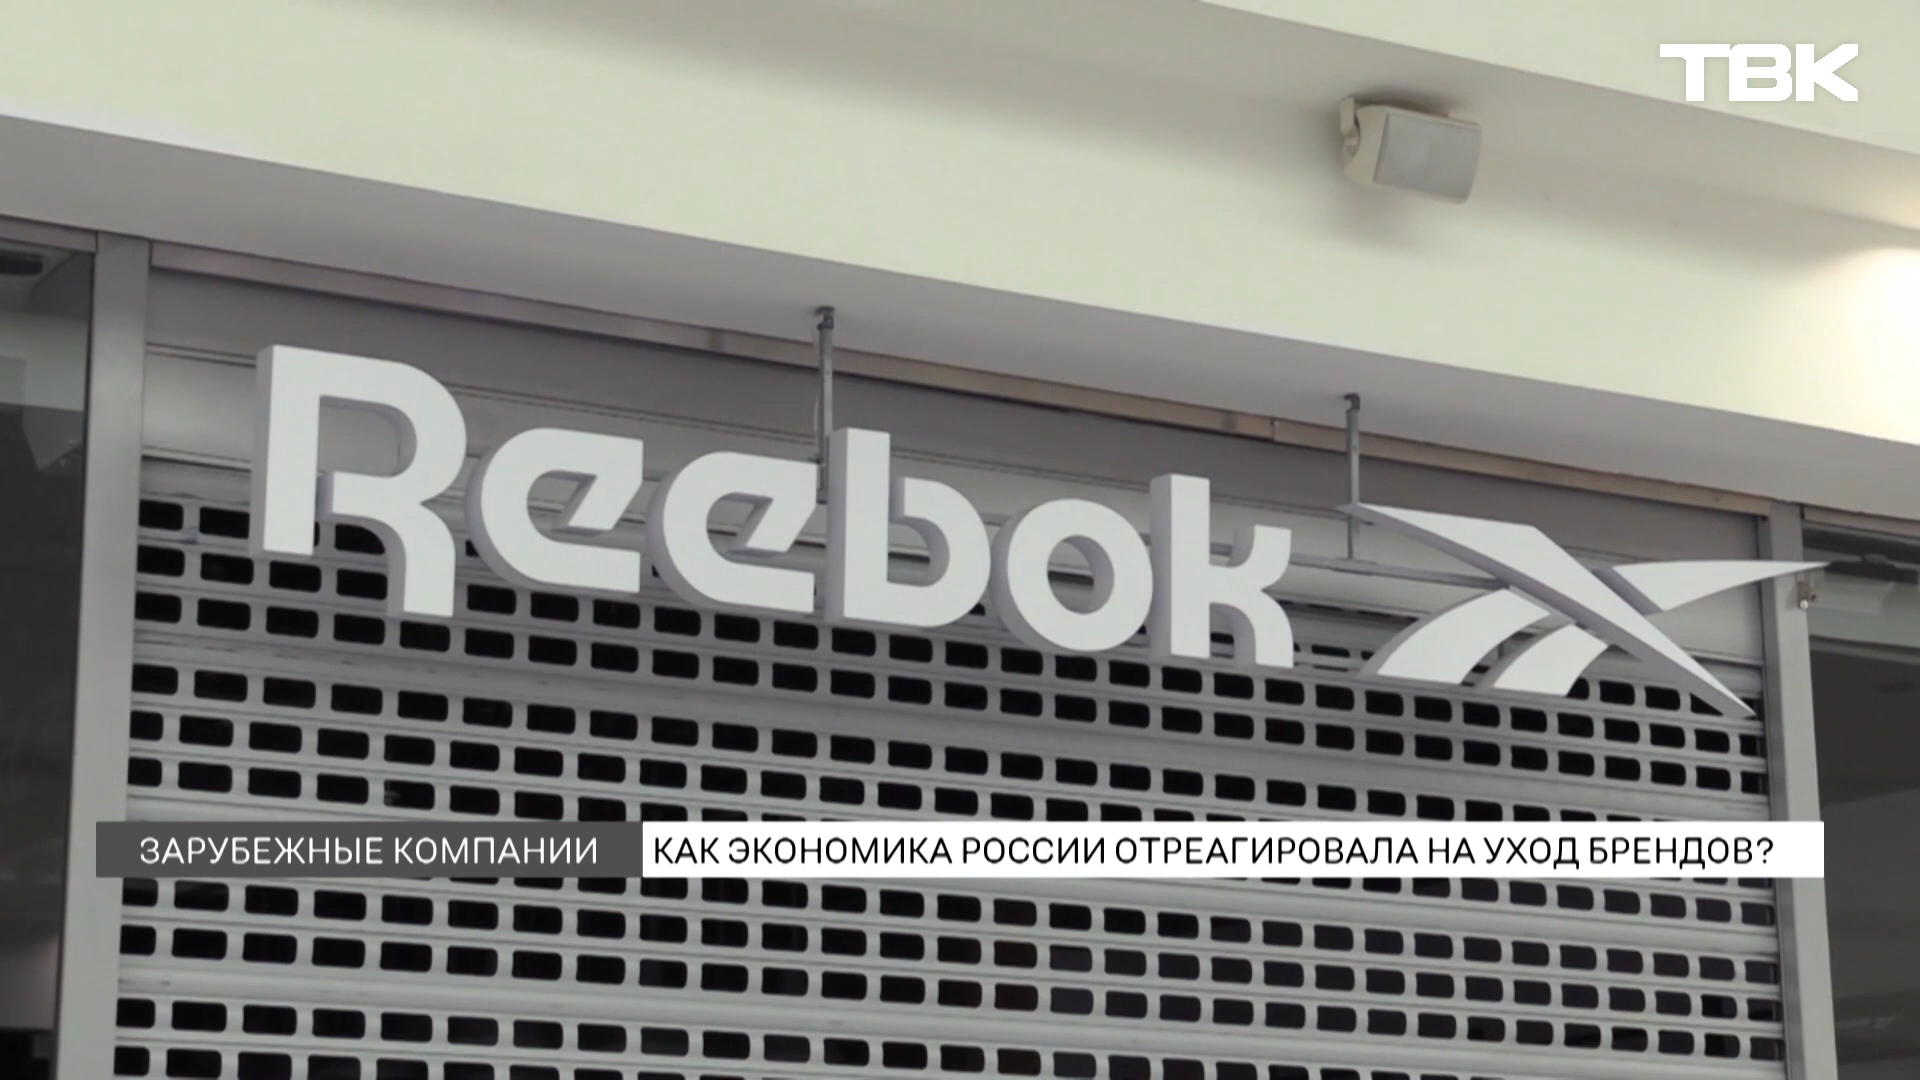 ТВК
Reebok
ЗАРУБЕЖНЫЕ КОМПАНИИ КАК ЭКОНОМИКА РОССИИ ОТРЕАГИРОВАЛА НА УХОД БРЕНДОВ?